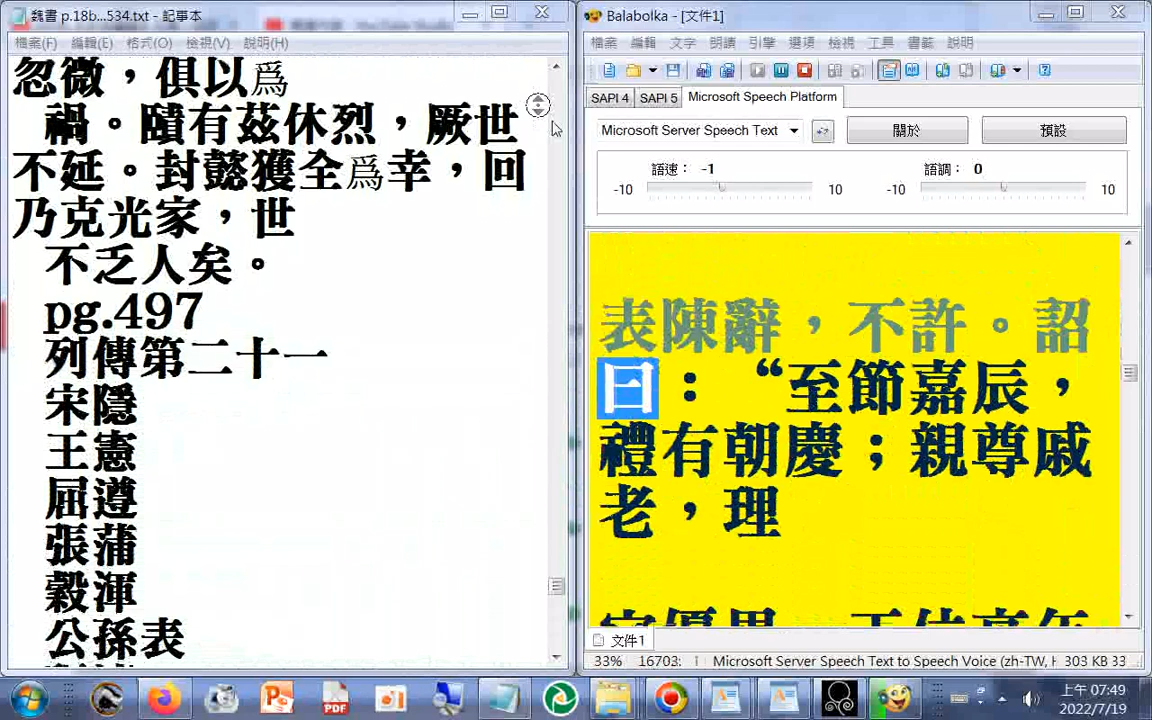 魏書 p.18b...534.txt - 記事本
檔案(F) 編輯(E) 格式(O) 檢視(V) 說明(H)
忽微，俱以爲
禍。賾有茲休烈，厥世
不延。封懿獲全爲幸，回
乃克光家，世
不乏人矣。
pg.497
列傳第二十一
宋隱
王憲
屈遵
張蒲
穀渾
公孫表
Balabolka - [文件1]
檔案 編輯 文字 朗讀 引擎 選項 檢視 工具 書籤 說明
SAPI 4 SAPI 5 Microsoft Speech Platform
Microsoft Server Speech Text 關於 預設
語速： -1 語調： 0
-10 10 -10 10
表陳辭，不許。詔
曰：“至節嘉辰，
禮有朝慶；親尊戚
老，理
文件1
33% 16703: Microsoft Server Speech Text to Speech Voice (zh-TW, H 303 KB 33
上午 07:49
2022/7/19